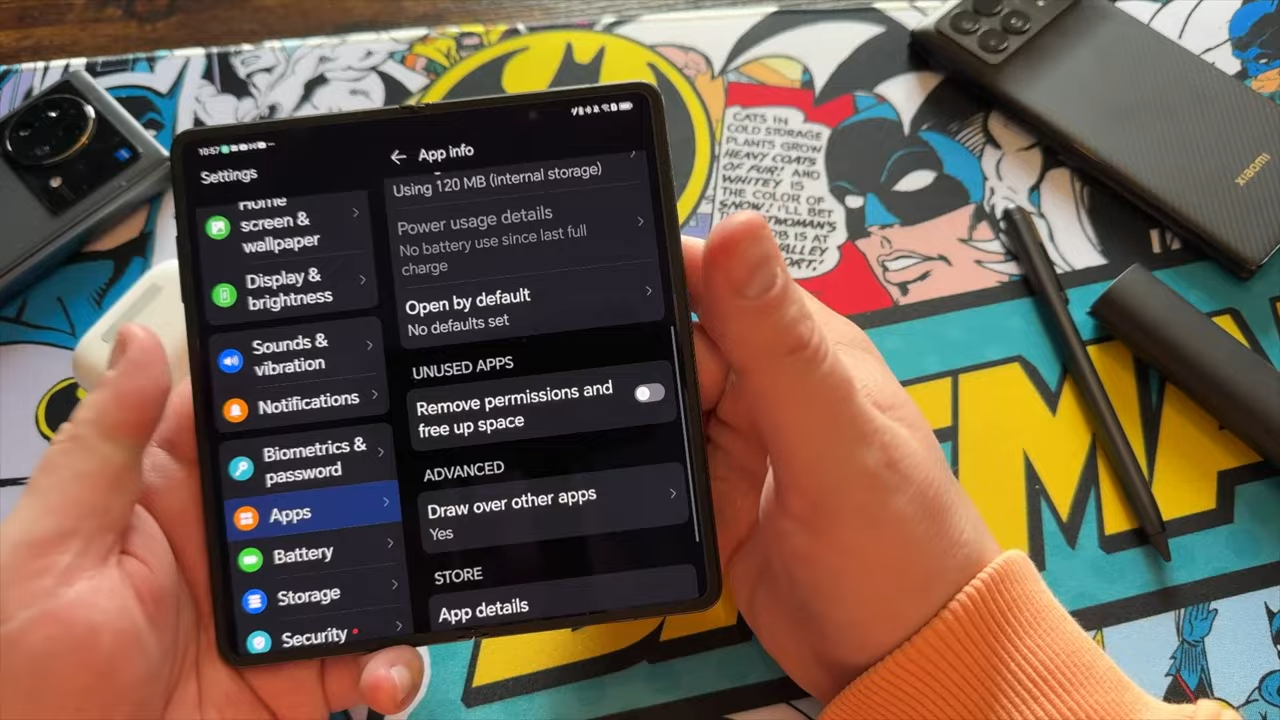 10:57
Settings
Home
screen &
wallpaper
Display &
brightness
Sounds &
vibration
Notifications
Biometrics &
password
Apps
Battery
Storage
Security
App info
Using 120 MB (internal storage)
Power usage details
No battery use since last full
charge
Open by default
No defaults set
UNUSED APPS
Remove permissions and
free up space
ADVANCED
Draw over other apps
Yes
STORE
App details
CATS IN
COLD STORAGE
PLANTS GROW
HEAVY COATS
OF FUR! AND
WHITEY IS
THE COLOR OF
SNOW! I'LL BET
IS AT
xiaomi